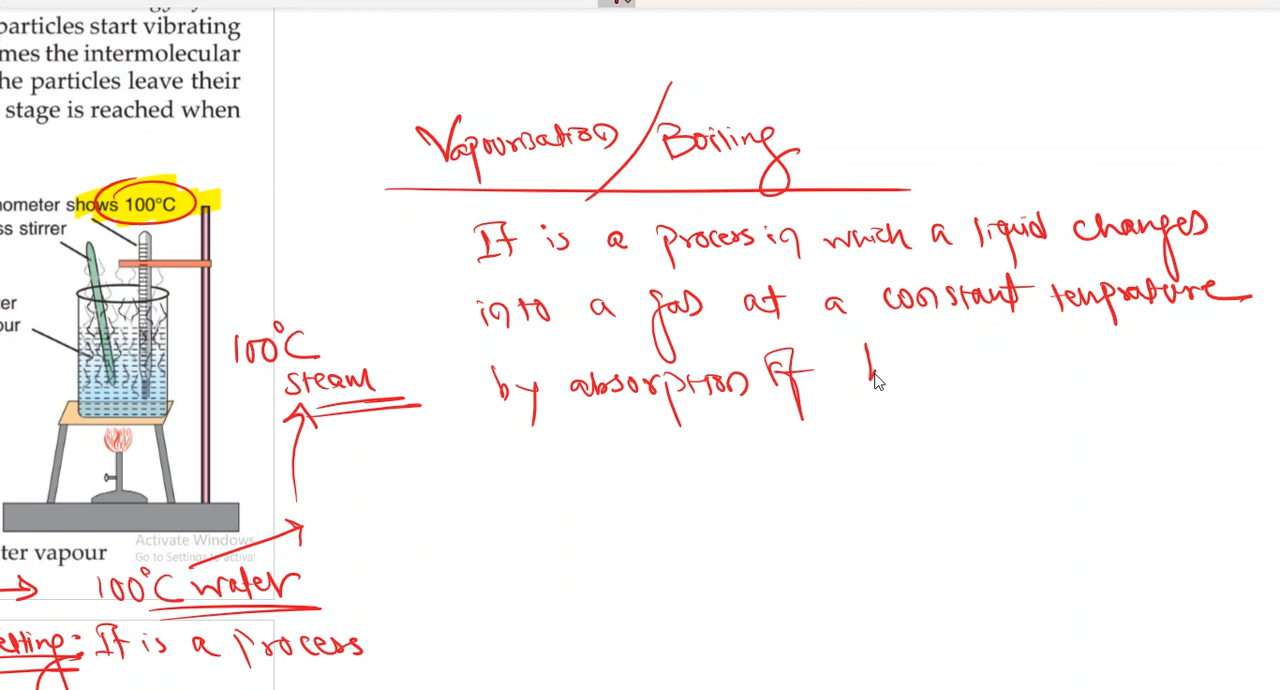 particles start vibrating
mes the intermolecular
he particles leave their
stage is reached when
Vapourisation / Boiling
ometer shows 100°C
ss stirrer
It is a process in which a liquid changes
into a gas at a constant temprature
by absorption of h
ter
our
100°C
steam
Activate Windows
Go to Settings to activat
ter vapour
→ 100°C water
elting: It is a process